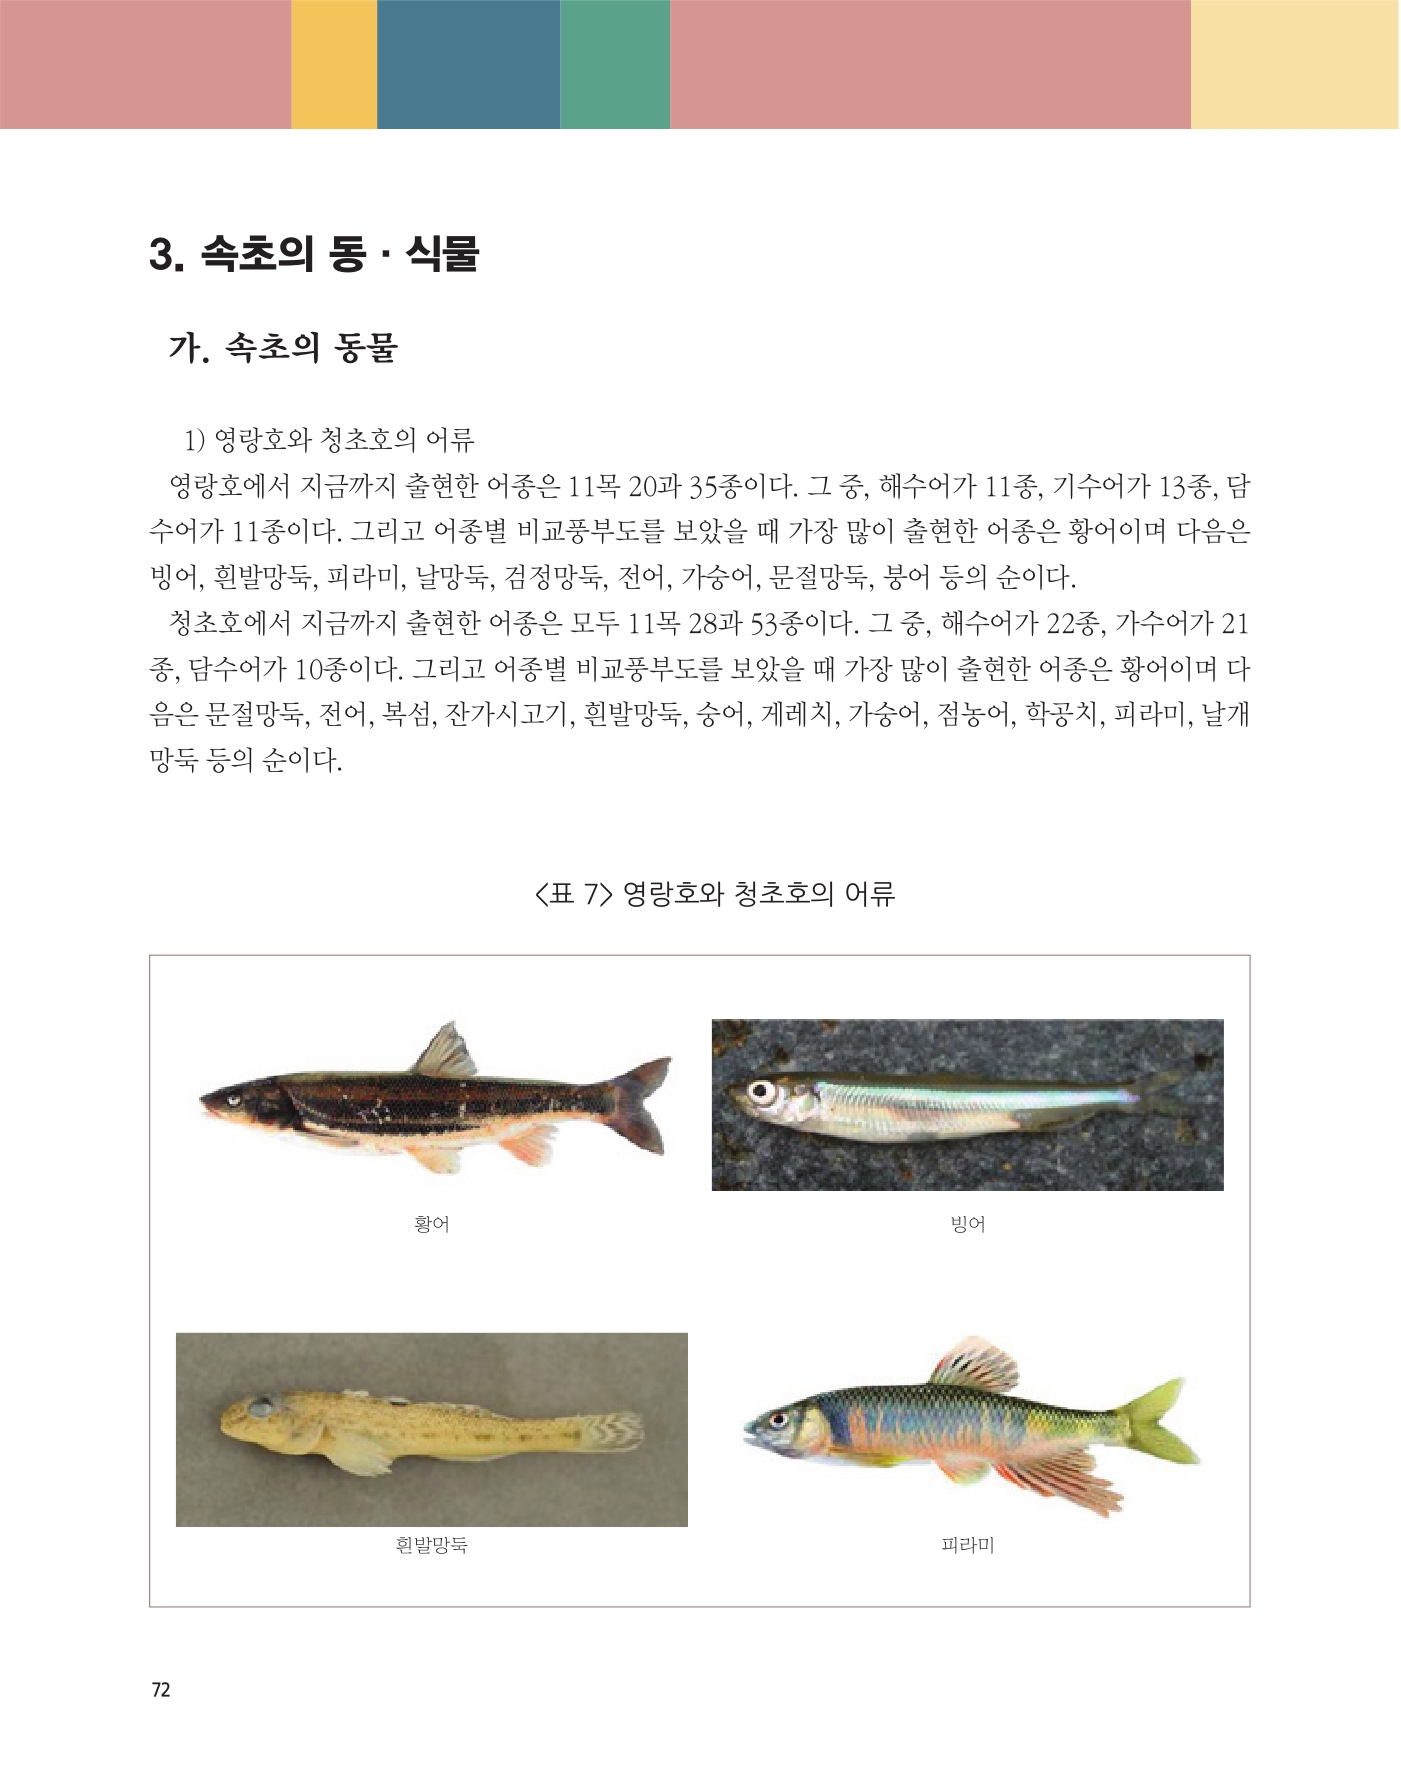 3. 속초의 동 · 식물
가. 속초의 동물
1) 영랑호와 청초호의 어류
영랑호에서 지금까지 출현한 어종은 11목 20과 35종이다. 그 중, 해수어가 11종, 기수어가 13종, 담
수어가 11종이다. 그리고 어종별 비교풍부도를 보았을 때 가장 많이 출현한 어종은 황어이며 다음은
빙어, 흰발망둑, 피라미, 날망둑, 검정망둑, 전어, 가숭어, 문절망둑, 붕어 등의 순이다.
청초호에서 지금까지 출현한 어종은 모두 11목 28과 53종이다. 그 중, 해수어가 22종, 가수어가 21
종, 담수어가 10종이다. 그리고 어종별 비교풍부도를 보았을 때 가장 많이 출현한 어종은 황어이며 다
음은 문절망둑, 전어, 복섬, 잔가시고기, 흰발망둑, 숭어, 게레치, 가숭어, 점농어, 학공치, 피라미, 날개
망둑 등의 순이다.
<표 7> 영랑호와 청초호의 어류
황어
빙어
흰발망둑
피라미
72